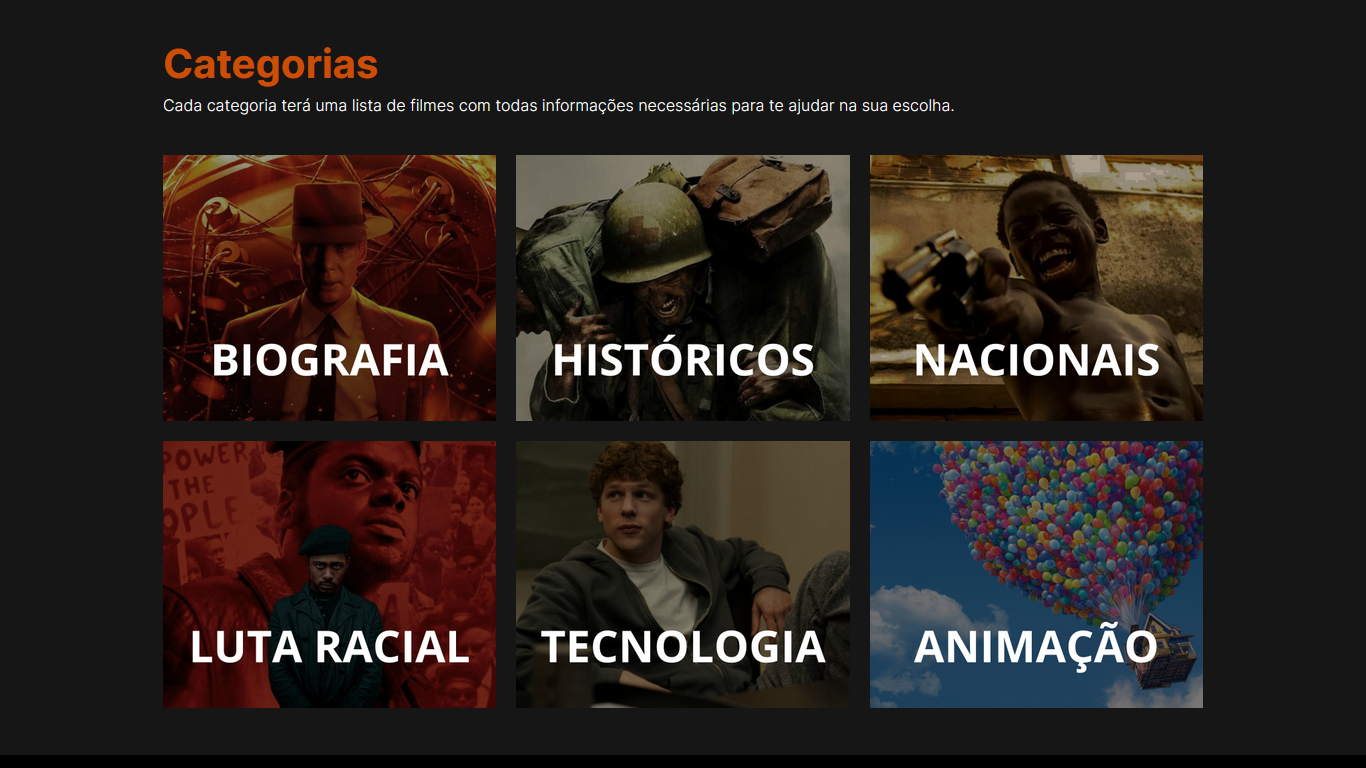 Categorias
Cada categoria terá uma lista de filmes com todas informações necessárias para te ajudar na sua escolha.
BIOGRAFIA
HISTÓRICOS
NACIONAIS
POWER
THE
OPLE
LUTA RACIAL
TECNOLOGIA
ANIMAÇÃO